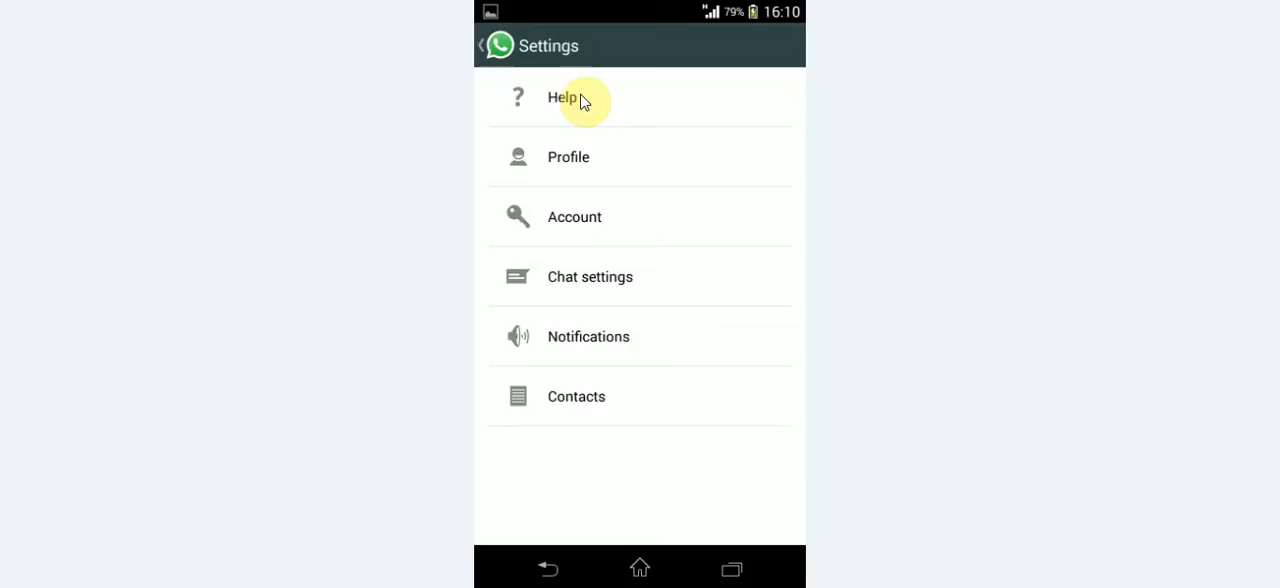 H 79% 16:10
Settings
Help
Profile
Account
Chat settings
Notifications
Contacts